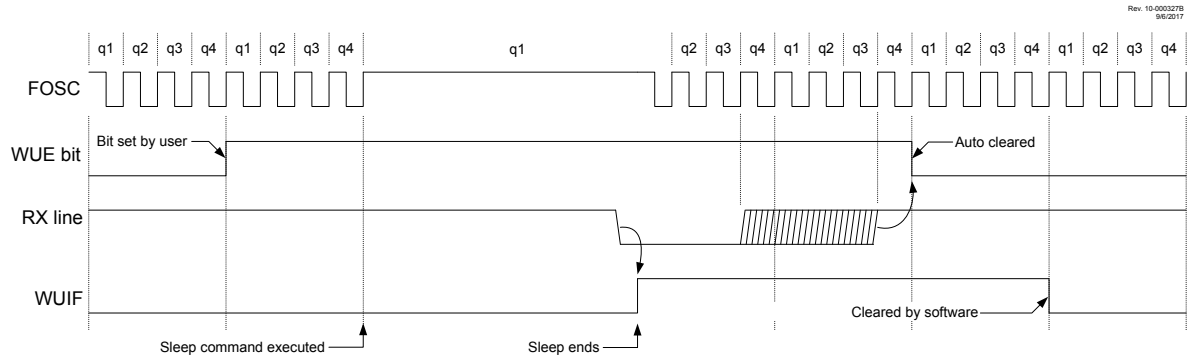 Rev. 10-000327B
9/6/2017
q1 q2 q3 q4 q1 q2 q3 q4 q1 q2 q3 q4 q1 q2 q3 q4 q1 q2 q3 q4 q1 q2 q3 q4
FOSC
Bit set by user
Auto cleared
WUE bit
RX line
WUIF
Cleared by software
Sleep command executed
Sleep ends